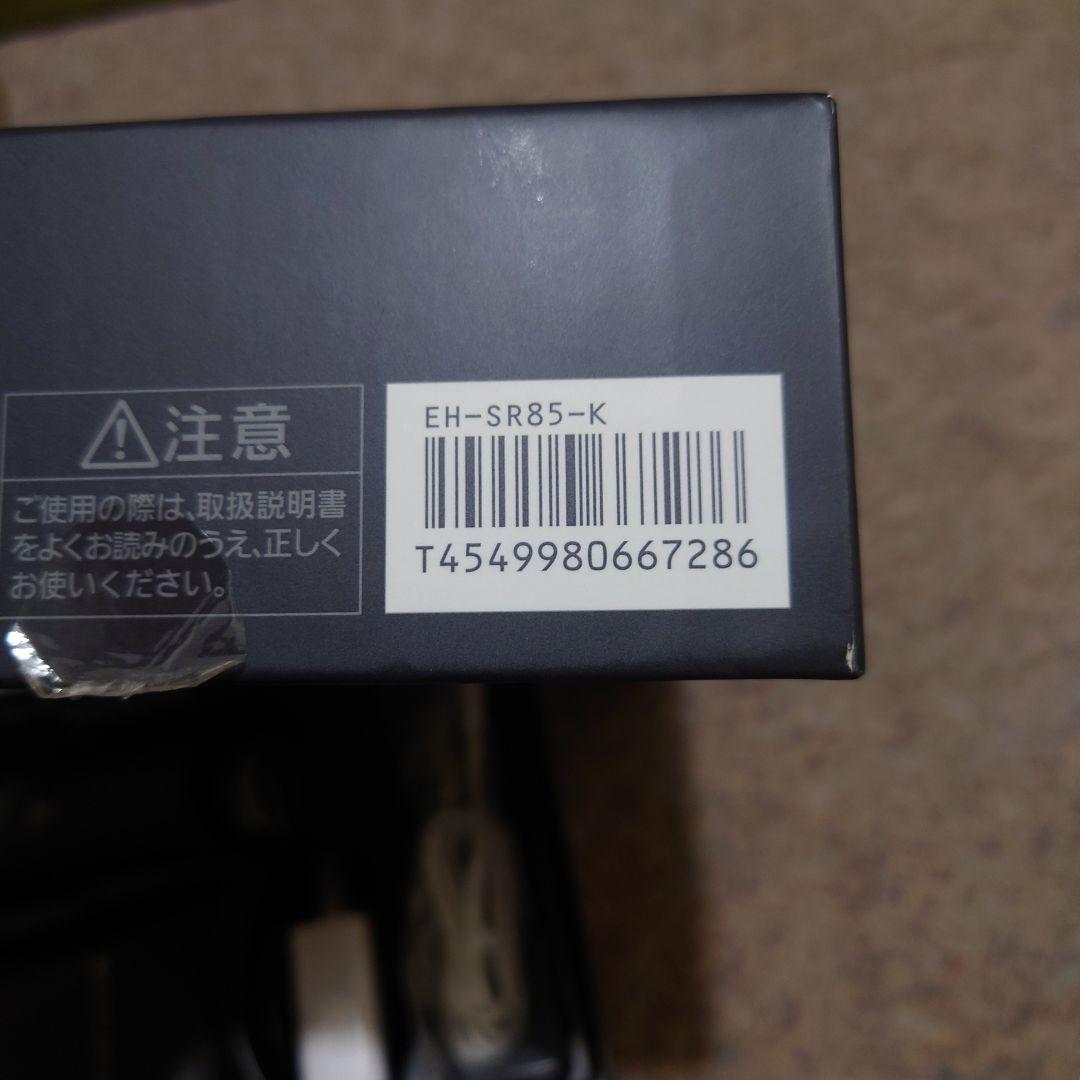 注意
ご使用の際は、取扱説明書
をよくお読みのうえ、正しく
お使いください。
EH-SR85-K
T4549980667286